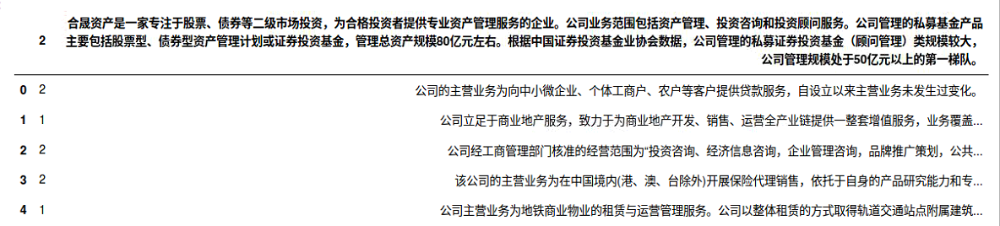 合晟资产是一家专注于股票、债券等二级市场投资，为合格投资者提供专业资产管理服务的企业。公司业务范围包括资产管理、投资咨询和投资顾问服务。公司管理的私募基金产品
2 主要包括股票型、债券型资产管理计划或证券投资基金，管理总资产规模80亿元左右。根据中国证券投资基金业协会数据，公司管理的私募证券投资基金（顾问管理）类规模较大，
公司管理规模处于50亿元以上的第一梯队。
0 2 公司的主营业务为向中小微企业、个体工商户、农户等客户提供贷款服务，自设立以来主营业务未发生过变化。
1 1 公司立足于商业地产服务，致力于为商业地产开发、销售、运营全产业链提供一整套增值服务，业务覆盖...
2 2 公司经工商管理部门核准的经营范围为“投资咨询、经济信息咨询，企业管理咨询，品牌推广策划，公共...
3 2 该公司的主营业务为在中国境内(港、澳、台除外)开展保险代理销售，依托于自身的产品研究能力和专...
4 1 公司主营业务为地铁商业物业的租赁与运营管理服务。公司以整体租赁的方式取得轨道交通站点附属建筑...